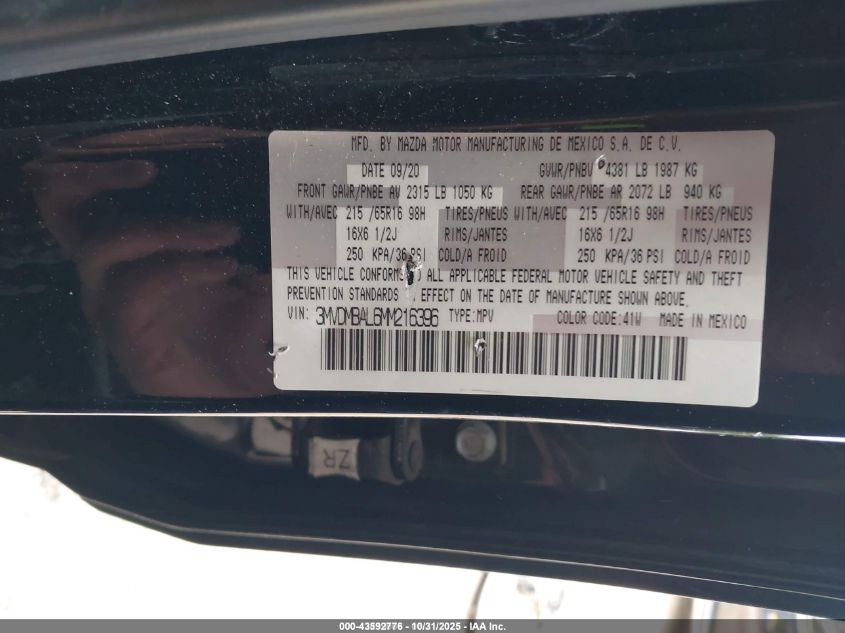 MFD. BY MAZDA MOTOR MANUFACTURING DE MEXICO S.A. DE C.V.
DATE 09/20 GVWR/PNBV 4381 LB 1987 KG
FRONT GAWR/PNBE AV 2315 LB 1050 KG REAR GAWR/PNBE AR 2072 LB 940 KG
WITH/AVEC 215 /65R16 98H TIRES/PNEUS WITH/AVEC 215 /65R16 98H TIRES/PNEUS
16X6 1/2J RIMS/JANTES 16X6 1/2J RIMS/JANTES
250 KPA/36 PSI COLD/A FROID 250 KPA/36 PSI COLD/A FROID
THIS VEHICLE CONFORMS ALL APPLICABLE FEDERAL MOTOR VEHICLE SAFETY AND THEFT
PREVENTION STANDARDS EFFECT ON THE DATE OF MANUFACTURE SHOWN ABOVE.
VIN: 3MVDMBAL6MM216396 TYPE:MPV COLOR CODE:41W MADE IN MEXICO
ZR
000-43592776 - 10/31/2025 - IAA Inc.